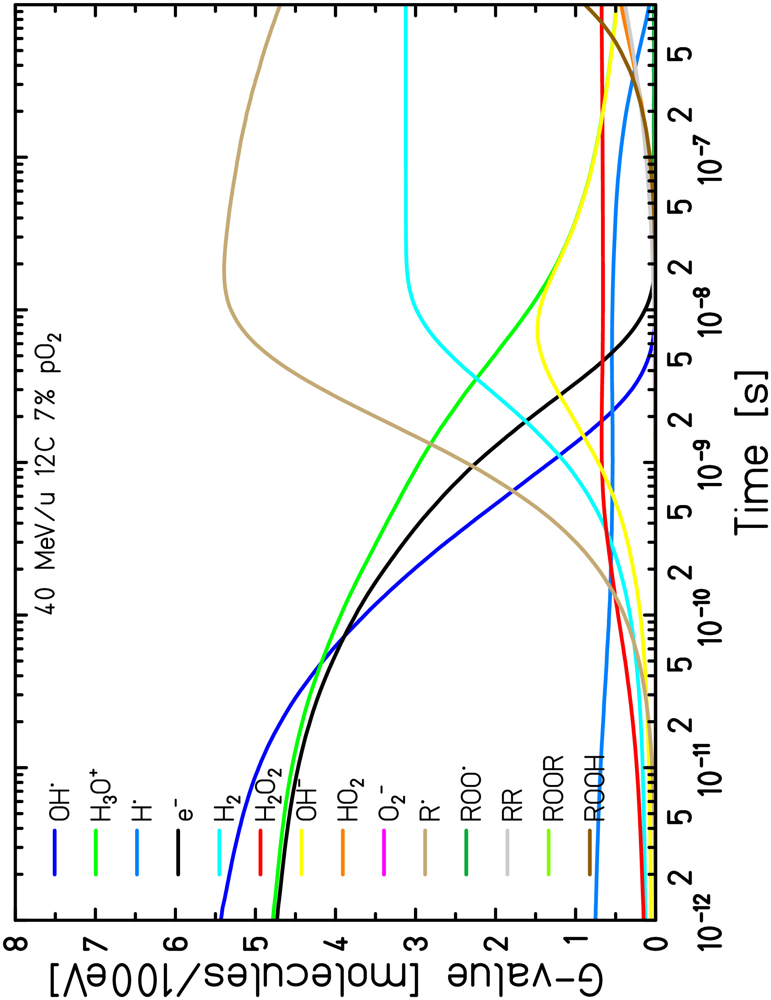 40 MeV/u 12C 7% pO₂
OH˙
H₃O⁺
H˙
e⁻
H₂
H₂O₂
OH⁻
HO₂
O₂⁻
R˙
ROO˙
RR
ROOR
ROOH
G-value [molecules/100eV]
8
7
6
5
4
3
2
1
0
10⁻¹² 2 5 10⁻¹¹ 2 5 10⁻¹⁰ 2 5 10⁻⁹ 2 5 10⁻⁸ 2 5 10⁻⁷ 2 5
Time [s]